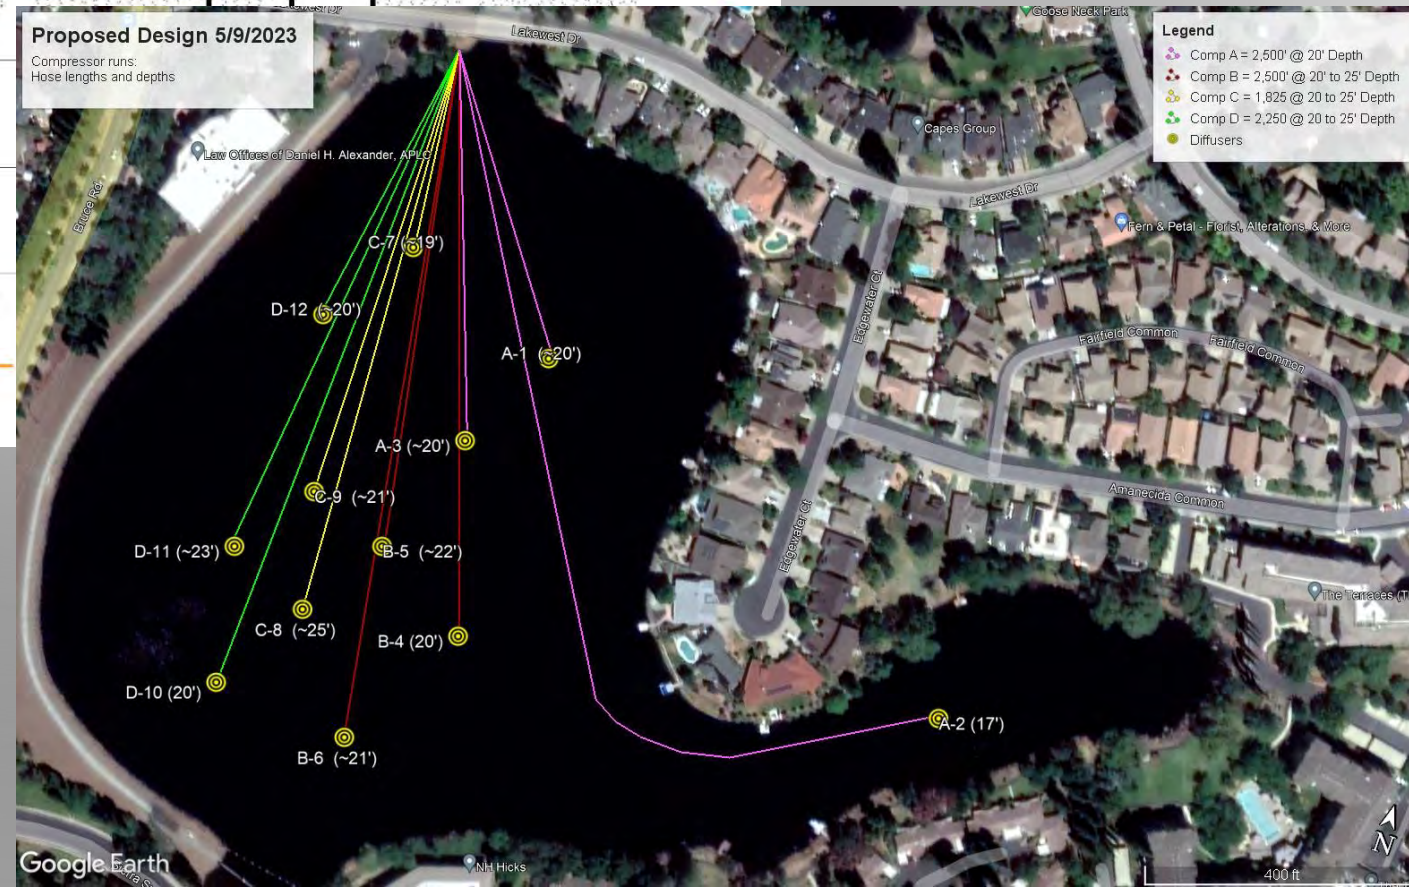 Proposed Design 5/9/2023
Compressor runs:
Hose lengths and depths
Legend
Comp A = 2,500' @ 20' Depth
Comp B = 2,500' @ 20' to 25' Depth
Comp C = 1,825 @ 20 to 25' Depth
Comp D = 2,250 @ 20 to 25' Depth
Diffusers
Lakewest Dr
Goose Neck Park
Capes Group
Law Offices of Daniel H. Alexander, APLC
Bruce Rd
Lakewest Dr
Fern & Petal - Florist, Alterations, & More
C-7 (~19')
D-12 (~20')
Edgewater Ct
Fairfield Common
Fairfield Common
A-1 (~20')
A-3 (~20')
C-9 (~21')
Amanecida Common
D-11 (~23')
B-5 (~22')
Edgewater Ct
The Terraces
C-8 (~25')
B-4 (20')
D-10 (20')
A-2 (17')
B-6 (~21')
N
Google Earth
NH Hicks
400 ft